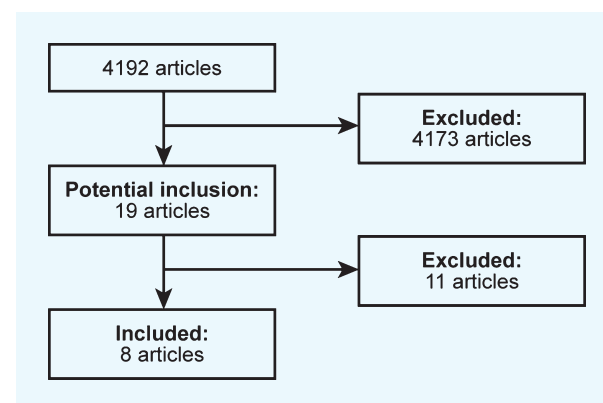 4192 articles
Excluded:
4173 articles
Potential inclusion:
19 articles
Excluded:
11 articles
Included:
8 articles